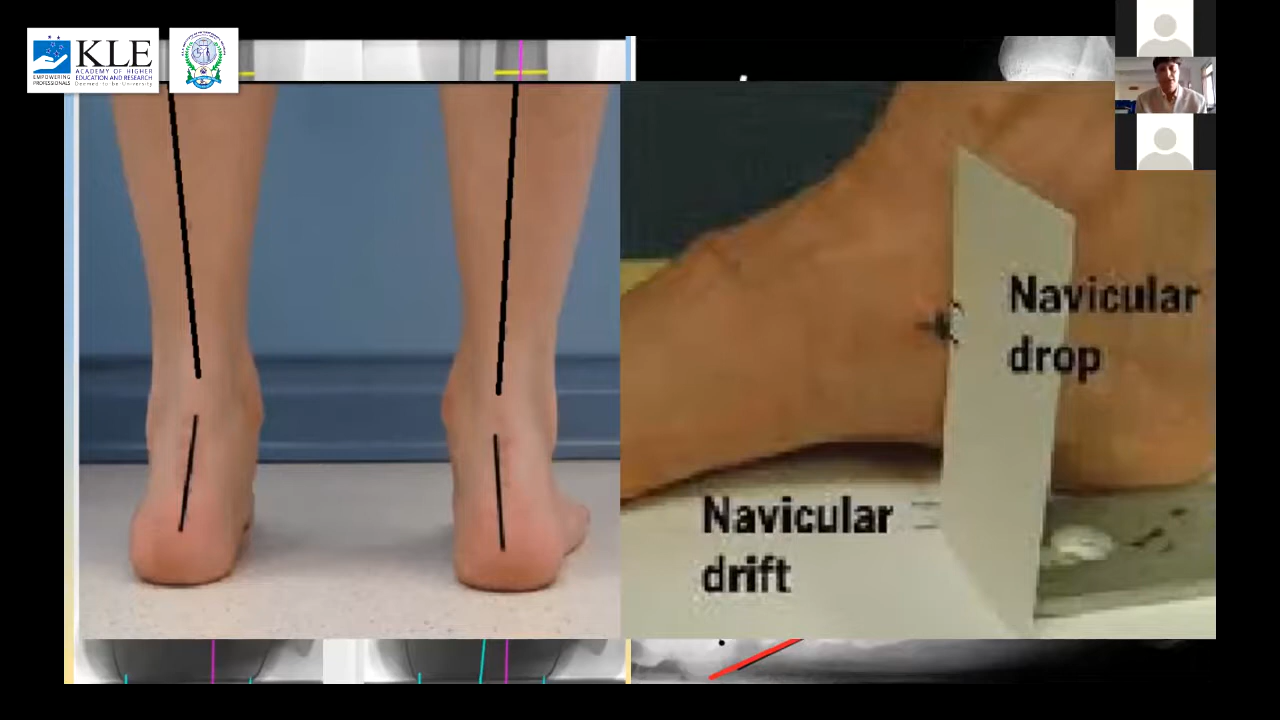 KLE
ACADEMY OF HIGHER
EDUCATION AND RESEARCH
Deemed-to-be-University
EMPOWERING
PROFESSIONALS
Navicular
drop
Navicular
drift